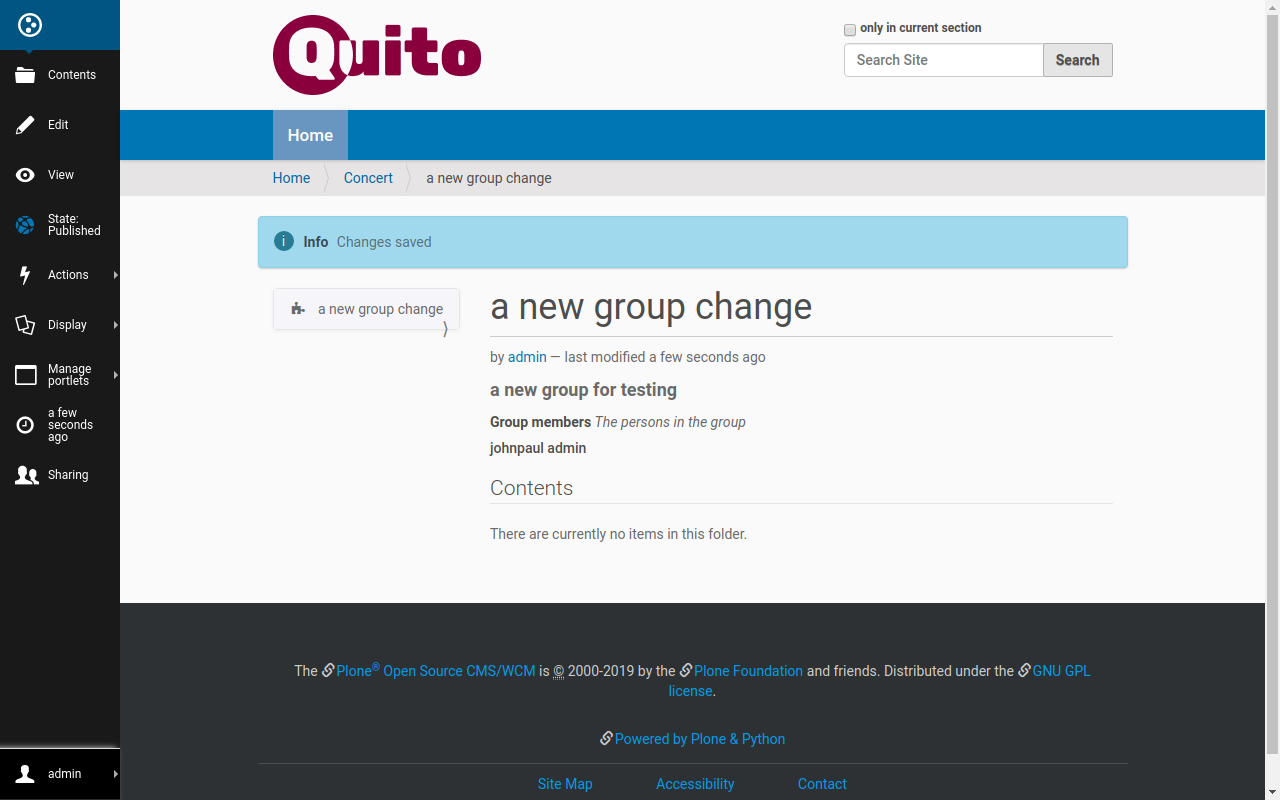 Contents
Edit
View
State:
Published
Actions
Display
Manage
portlets
a few
seconds
ago
Sharing
admin
Quito
only in current section
Search Site
Search
Home
Home
Concert
a new group change
i
Info Changes saved
a new group change
a new group change
by admin — last modified a few seconds ago
a new group for testing
Group members The persons in the group
johnpaul admin
Contents
There are currently no items in this folder.
The Plone® Open Source CMS/WCM is © 2000-2019 by the Plone Foundation and friends. Distributed under the GNU GPL
license.
Powered by Plone & Python
Site Map
Accessibility
Contact